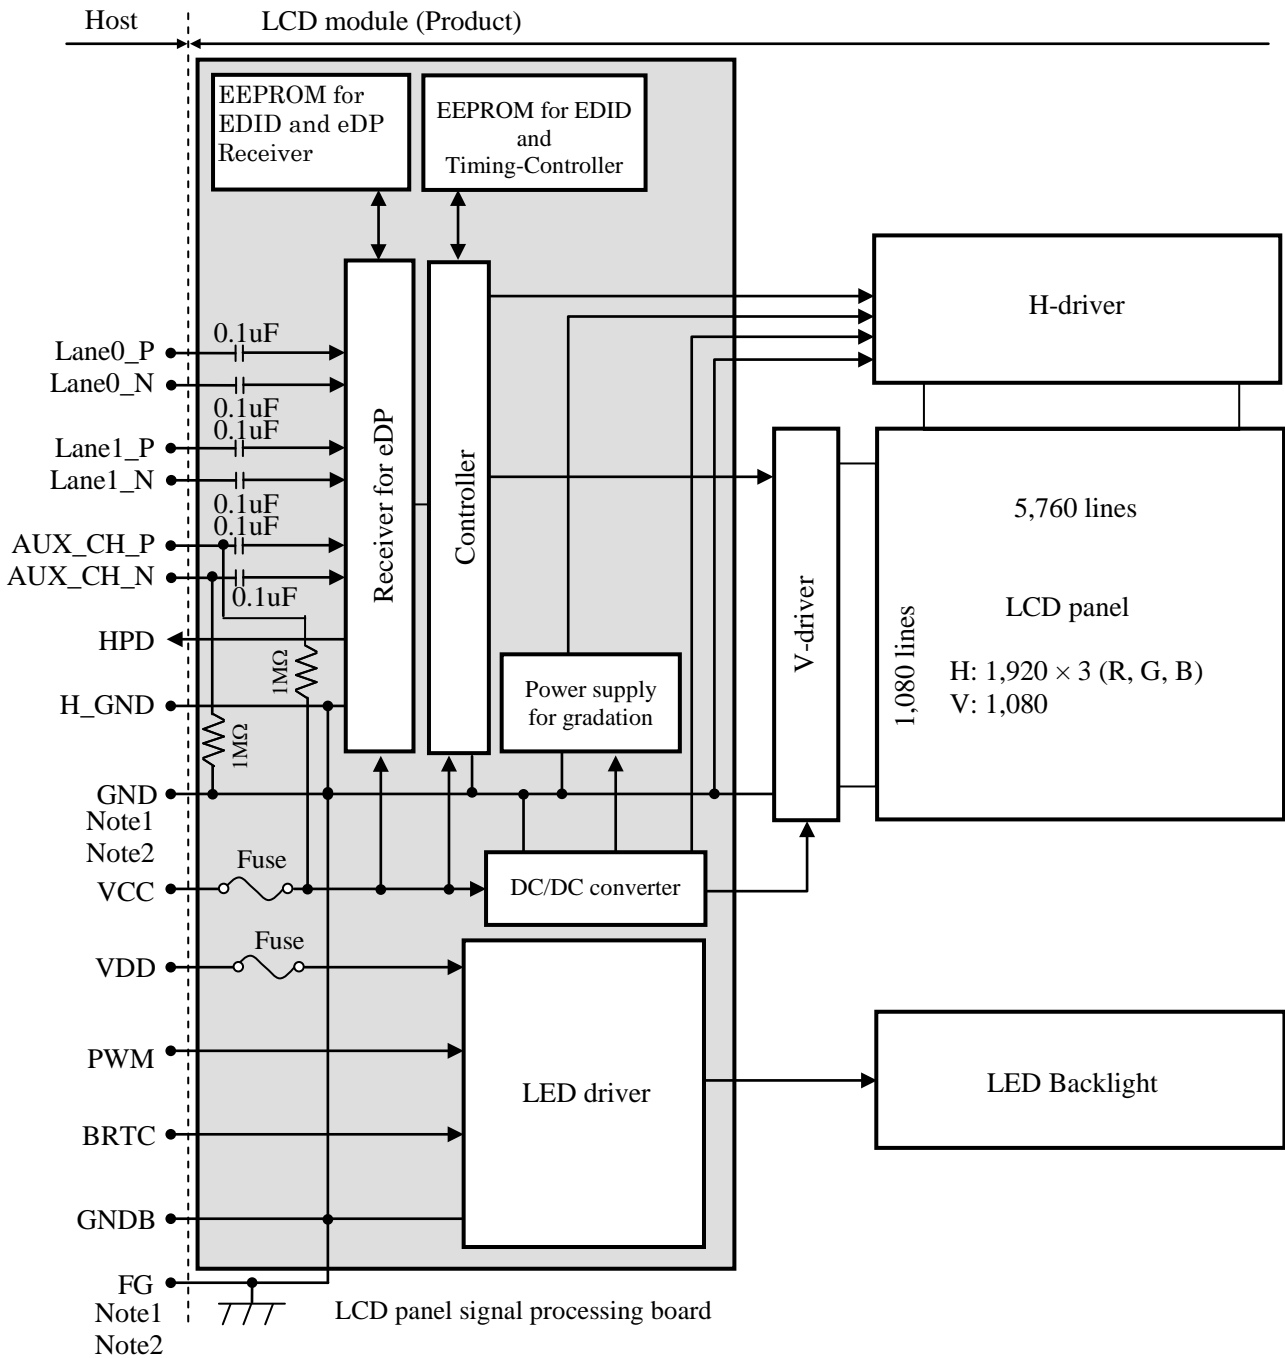 Host
LCD module (Product)
EEPROM for
EDID and eDP
Receiver
EEPROM for EDID
and
Timing-Controller
H-driver
Lane0_P
0.1uF
Lane0_N
0.1uF
Lane1_P
0.1uF
Lane1_N
0.1uF
AUX_CH_P
0.1uF
AUX_CH_N
0.1uF
HPD
1MΩ
H_GND
1MΩ
Receiver for eDP
Controller
Power supply
for gradation
V-driver
5,760 lines
1,080 lines
LCD panel
H: 1,920 × 3 (R, G, B)
V: 1,080
GND
Note1
Note2
VCC
Fuse
DC/DC converter
VDD
Fuse
PWM
LED driver
LED Backlight
BRTC
GNDB
FG
Note1
Note2
LCD panel signal processing board